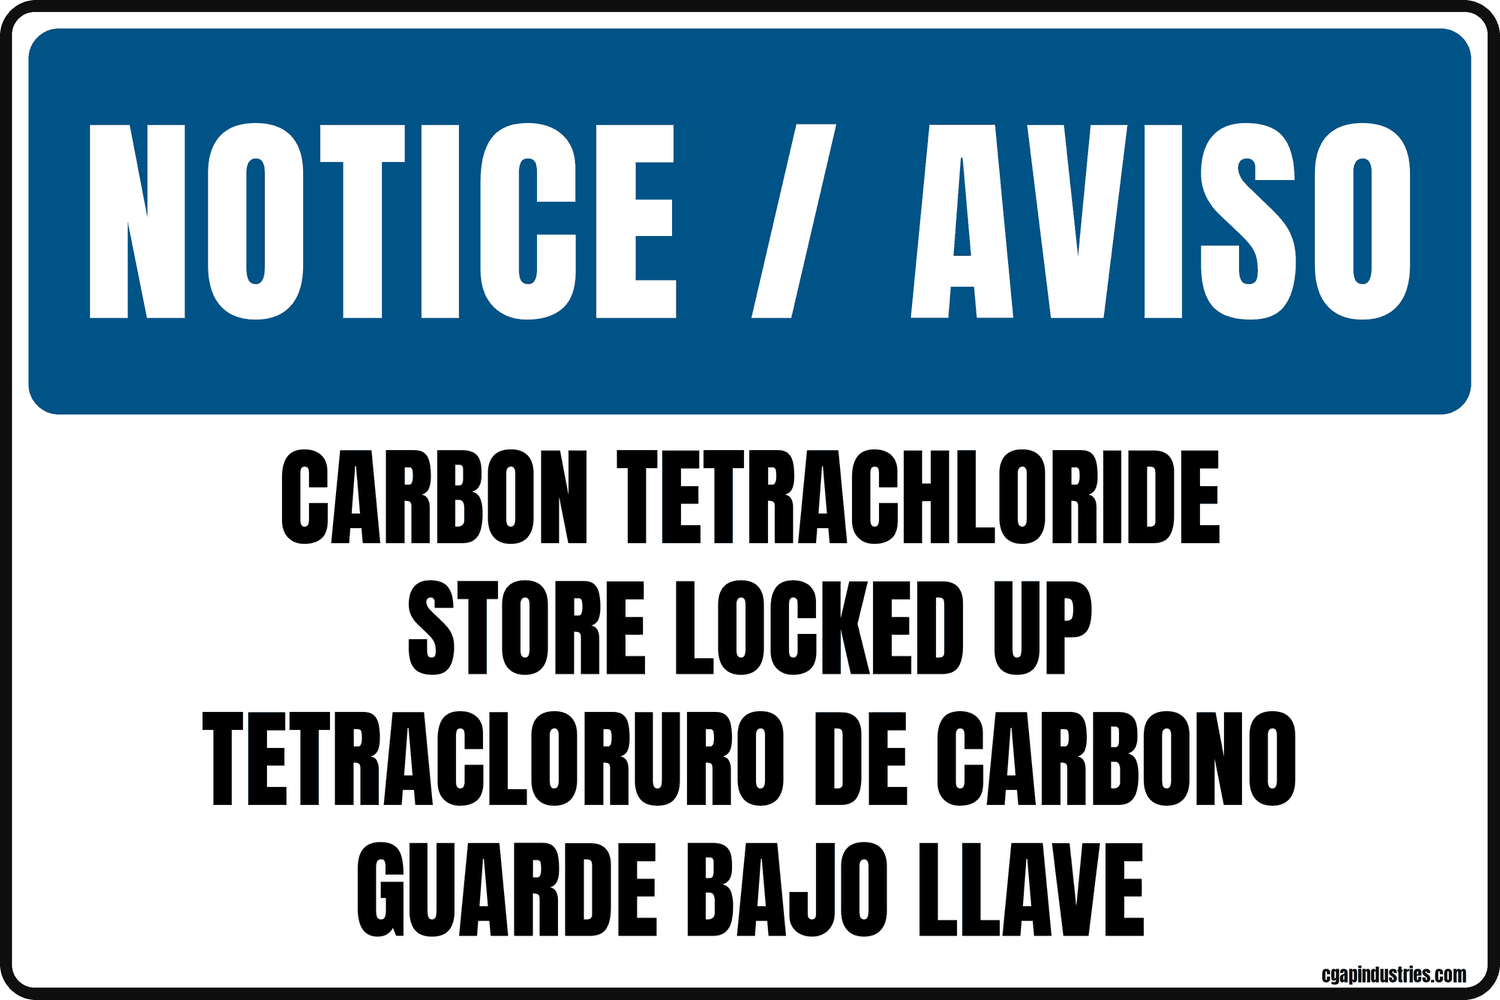 NOTICE / AVISO
CARBON TETRACHLORIDE
STORE LOCKED UP
TETRACLORURO DE CARBONO
GUARDE BAJO LLAVE
cgapindustries.com